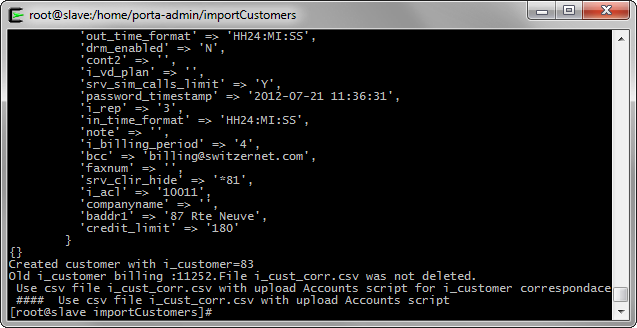 root@slave:/home/porta-admin/importCustomers
'out_time_format' => 'HH24:MI:SS',
'drm_enabled' => 'N',
'cont2' => '',
'i_vd_plan' => '',
'srv_sim_calls_limit' => 'Y',
'password_timestamp' => '2012-07-21 11:36:31',
'i_rep' => '3',
'in_time_format' => 'HH24:MI:SS',
'note' => '',
'i_billing_period' => '4',
'bcc' => 'billing@switzernet.com',
'faxnum' => '',
'srv_clir_hide' => '*81',
'i_acl' => '10011',
'companyname' => '',
'baddr1' => '87 Rte Neuve',
'credit_limit' => '180'
}
{}
Created customer with i_customer=83
Old i_customer billing :11252.File i_cust_corr.csv was not deleted.
Use csv file i_cust_corr.csv with upload Accounts script for i_customer correspondace
#### Use csv file i_cust_corr.csv with upload Accounts script
[root@slave importCustomers]#